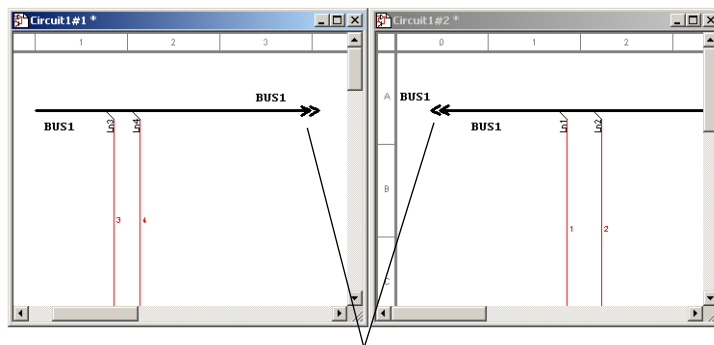 Circuit1#1 *
1 2 3
BUS1
BUS1
Ln3 Ln4
3 4
Circuit1#2 *
0 1 2
A
BUS1
BUS1
Ln1 Ln2
B
1 2
C